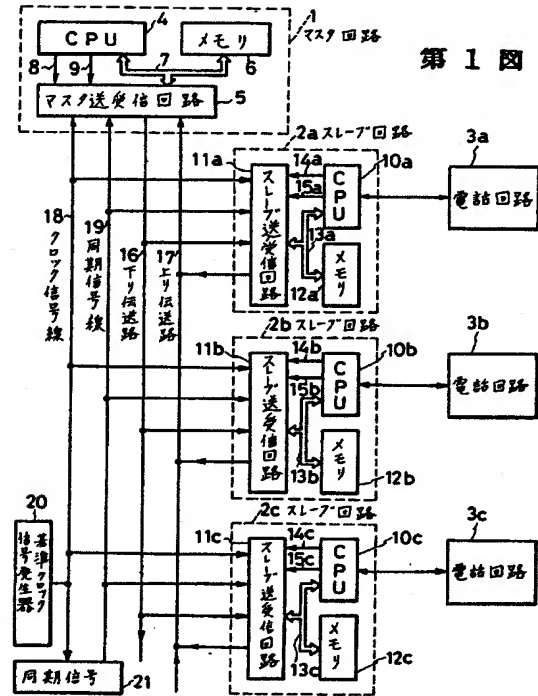 第1図
1
マスタ回路
4
CPU
メモリ
6
8
9
7
マスタ送受信回路
5
18
クロック信号線
19
同期信号線
16
下り伝送路
17
上り伝送路
2aスレーブ回路
11a
スレーブ送受信回路
14a
15a
10a
CPU
13a
メモリ
12a
3a
電話回路
2bスレーブ回路
11b
スレーブ送受信回路
14b
15b
10b
CPU
13b
メモリ
12b
3b
電話回路
2cスレーブ回路
11c
スレーブ送受信回路
14c
15c
10c
CPU
13c
メモリ
12c
3c
電話回路
20
基準クロック
信号発生器
同期信号
21